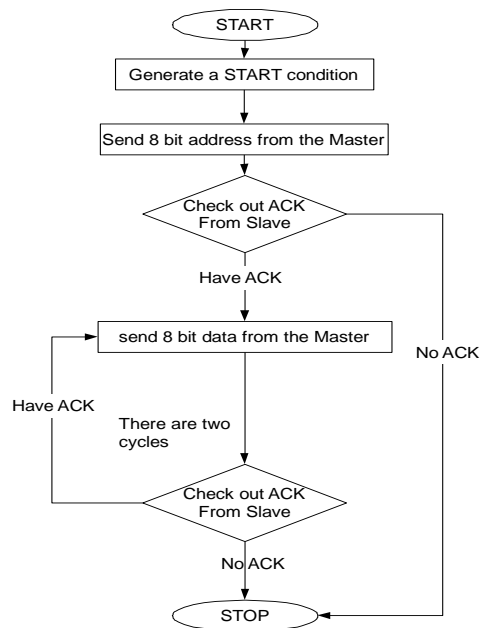 START
Generate a START condition
Send 8 bit address from the Master
Check out ACK
From Slave
Have ACK
send 8 bit data from the Master
No ACK
Have ACK
There are two
cycles
Check out ACK
From Slave
No ACK
STOP